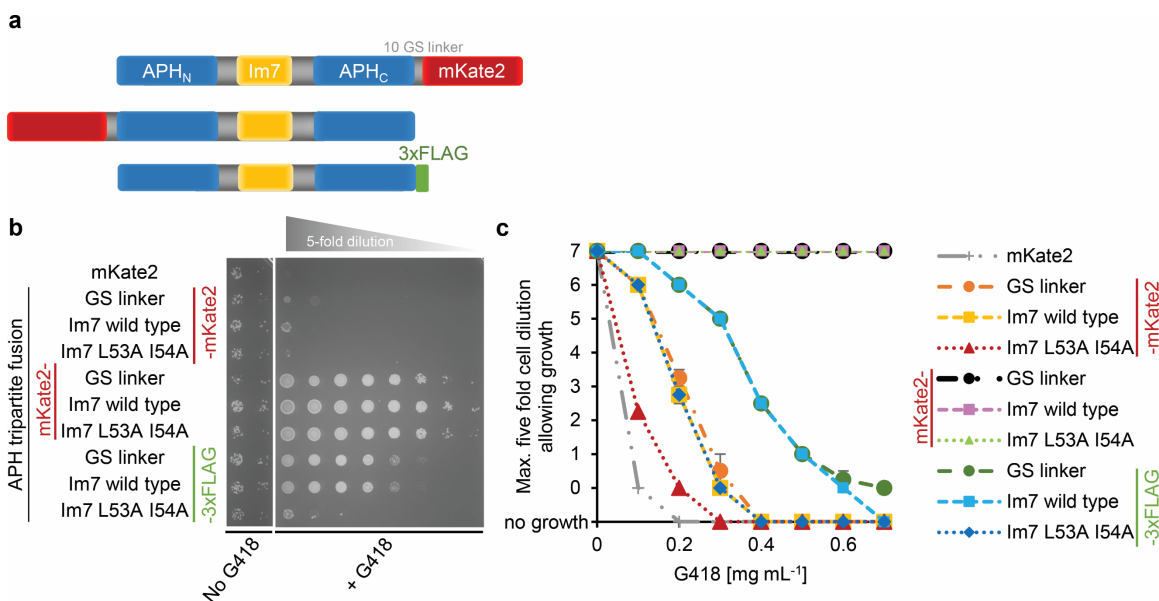 a
10 GS linker
APHN Im7 APHC mKate2
3xFLAG
b
5-fold dilution
APH tripartite fusion
mKate2
GS linker
Im7 wild type
Im7 L53A I54A
-mKate2
GS linker
Im7 wild type
Im7 L53A I54A
mKate2-
GS linker
Im7 wild type
Im7 L53A I54A
-3xFLAG
No G418
+ G418
c
Max. five fold cell dilution
allowing growth
7
6
5
4
3
2
1
0
no growth
0 0.2 0.4 0.6
G418 [mg mL-1]
mKate2
GS linker
Im7 wild type
Im7 L53A I54A
-mKate2
GS linker
Im7 wild type
Im7 L53A I54A
mKate2-
GS linker
Im7 wild type
Im7 L53A I54A
-3xFLAG